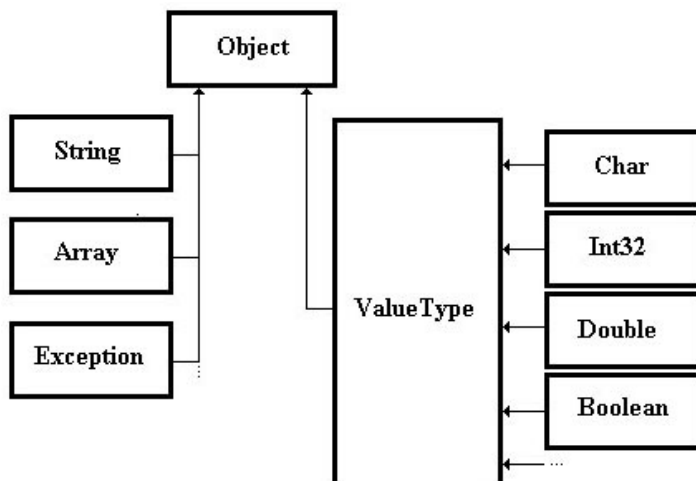 Object
String
Array
Exception
...
ValueType
Char
Int32
Double
Boolean
...